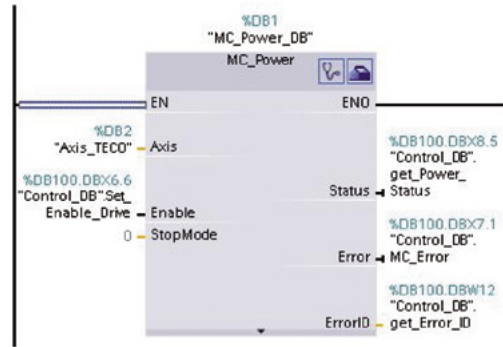 %DB1
"MC_Power_DB"
MC_Power
EN
ENO
%DB2
"Axis_TECO"
Axis
%DB100.DBX8.5
"Control_DB".
get_Power_
Status
Status
%DB100.DBX6.6
"Control_DB".Set_
Enable_Drive
Enable
0
StopMode
%DB100.DBX7.1
"Control_DB".
MC_Error
Error
%DB100.DBW12
"Control_DB".
get_Error_ID
ErrorID